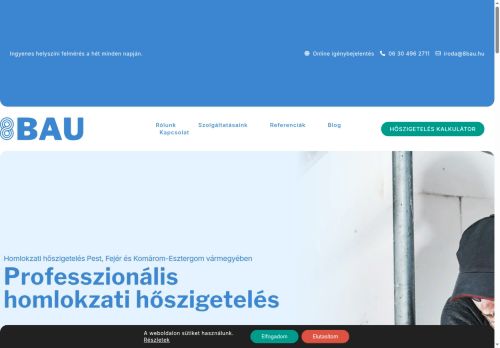 Ingyenes helyszíni felmérés a hét minden napján.
Online igénybejelentés 06 30 496 2711 iroda@8bau.hu
8BAU
Rólunk Szolgáltatásaink Referenciák Blog
Kapcsolat
HŐSZIGETELÉS KALKULÁTOR
Homlokzati hőszigetelés Pest, Fejér és Komárom-Esztergom vármegyében
Professzionális
homlokzati hőszigetelés
A weboldalon sütiket használunk.
Részletek
Elfogadom
Elutasítom